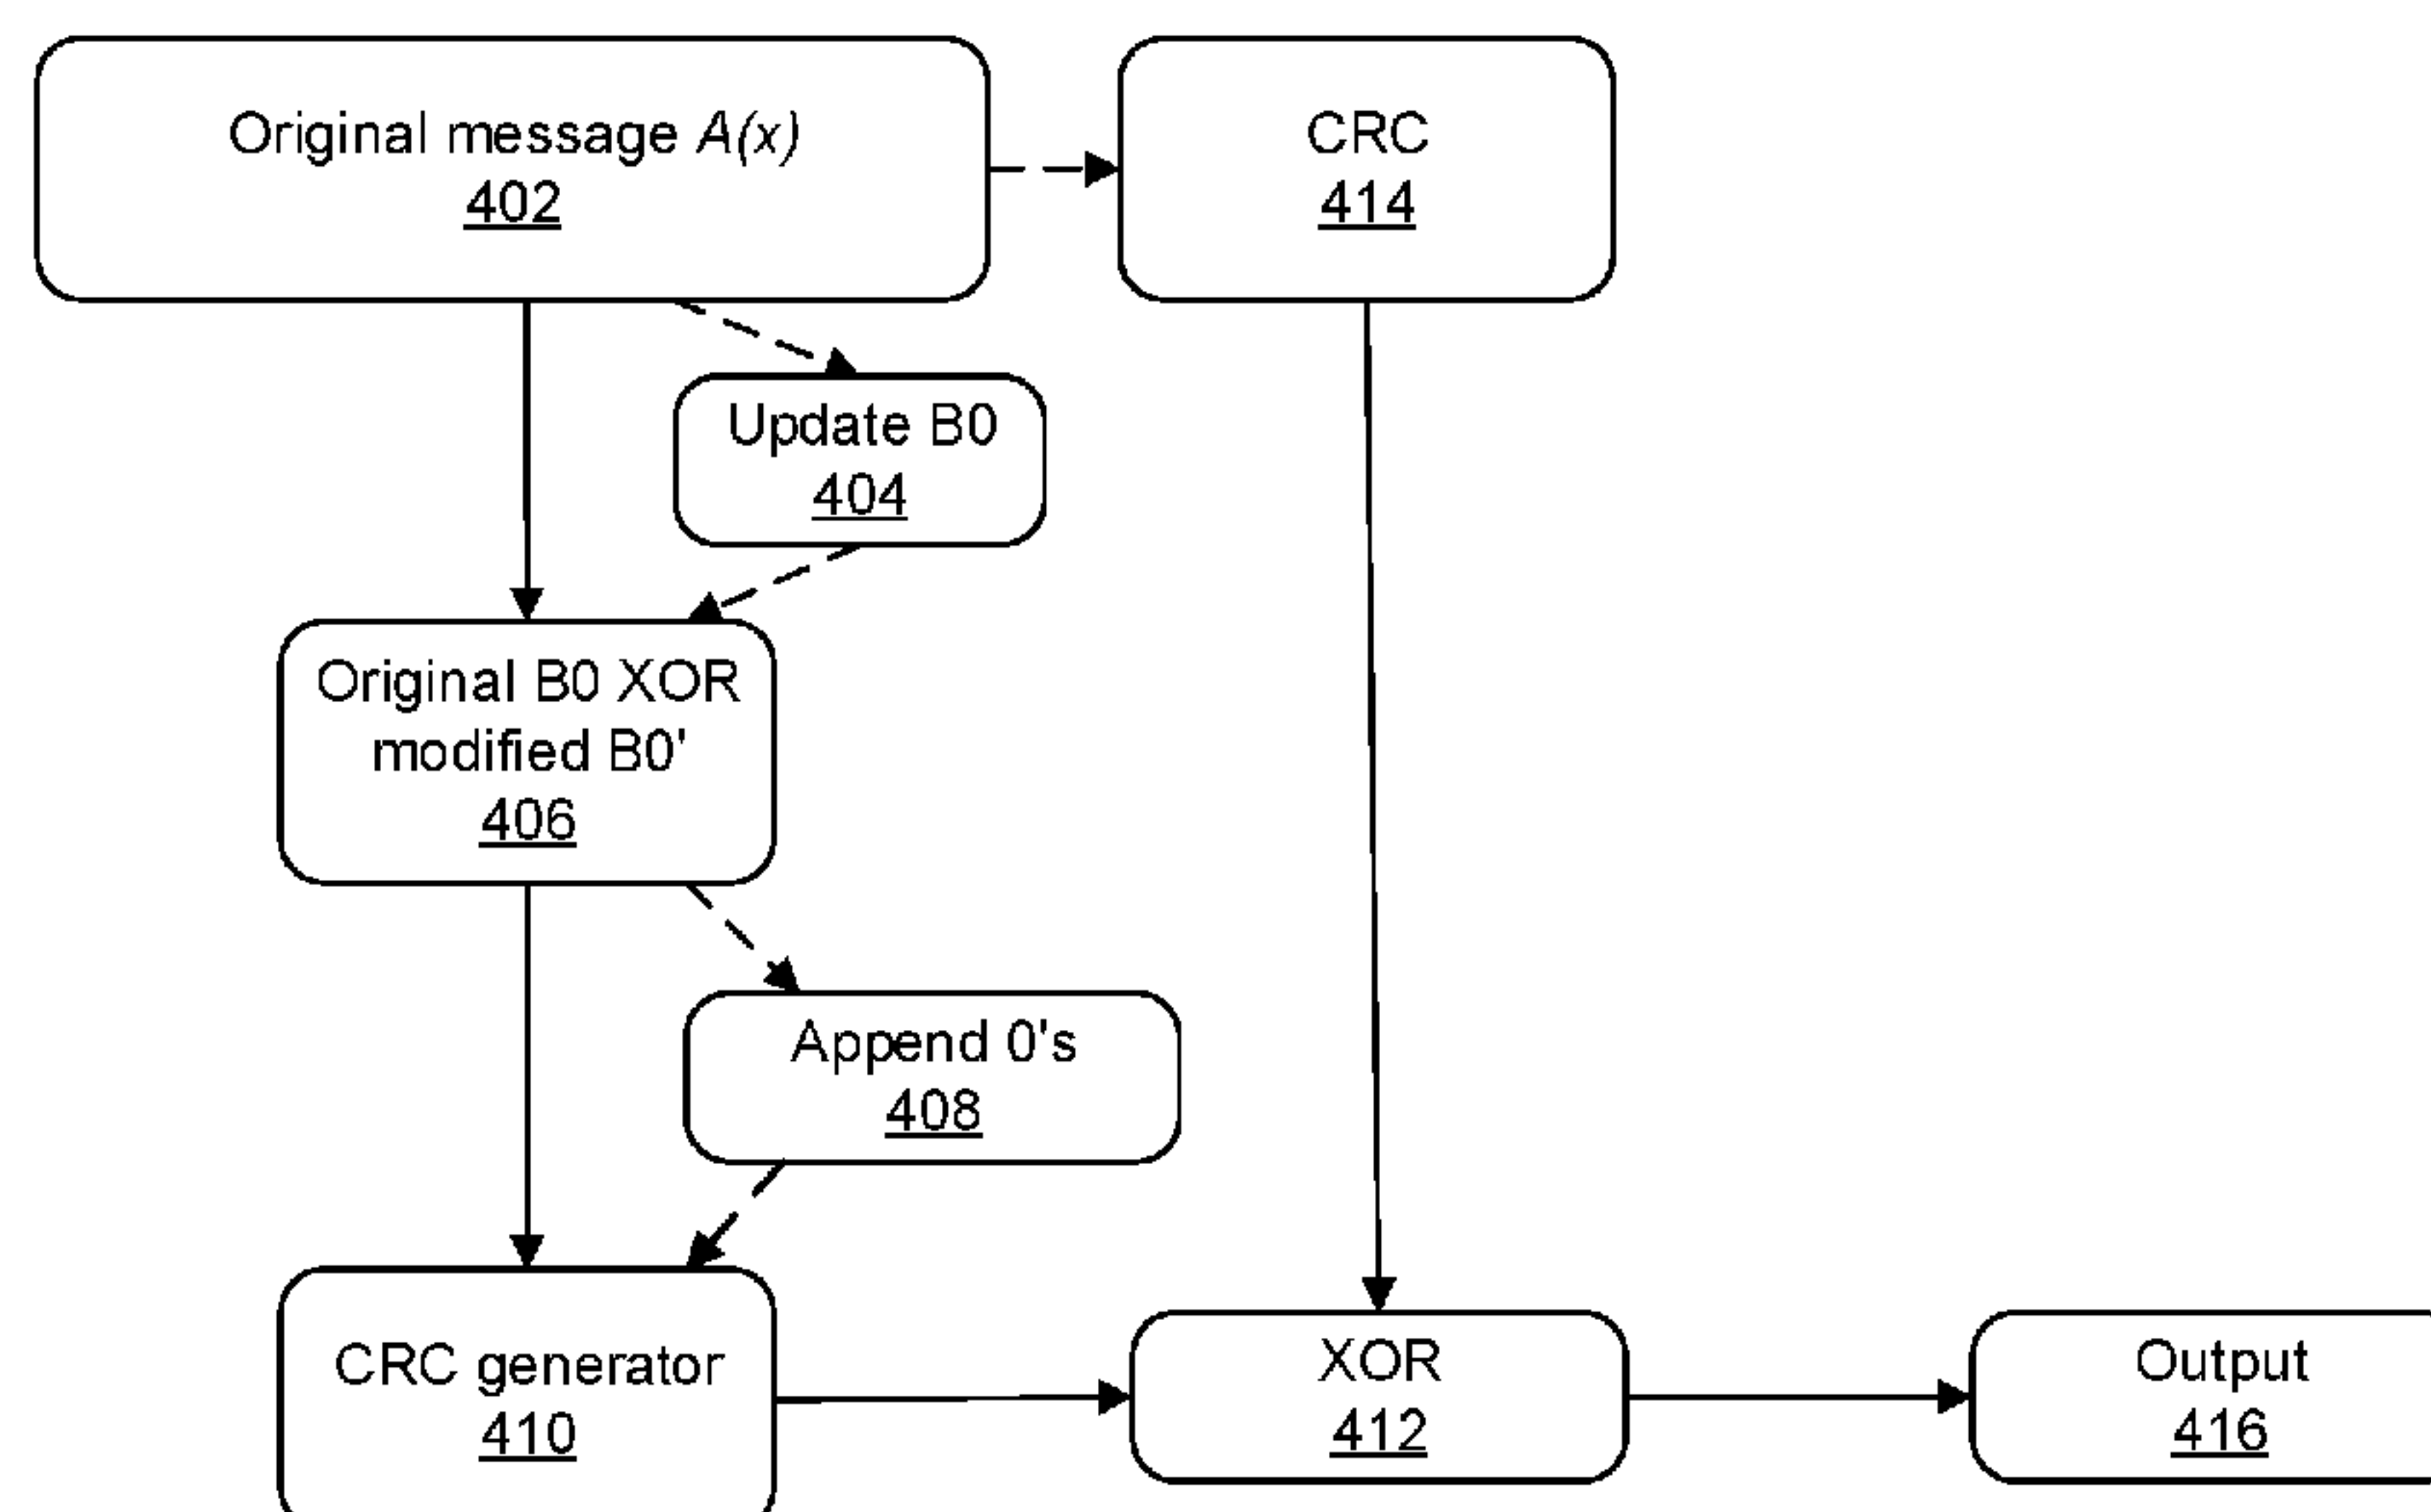 Original message A(x)
402
CRC
414
Update B0
404
Original B0 XOR
modified B0'
406
Append 0's
408
CRC generator
410
XOR
412
Output
416